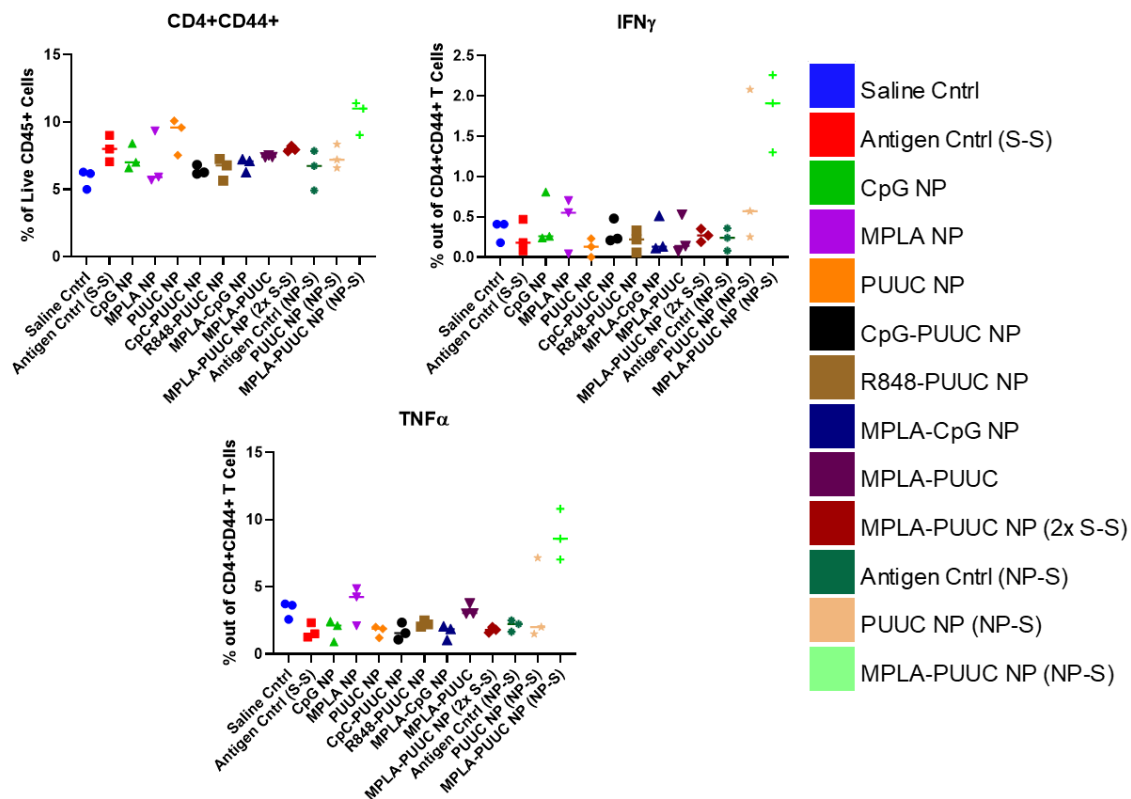 CD4+CD44+
% of Live CD45+ Cells
15
10
5
0
Saline Cntrl
Antigen Cntrl (S-S)
CpG NP
MPLA NP
PUUC NP
CpC-PUUC NP
R848-PUUC NP
MPLA-CpG NP
MPLA-PUUC
MPLA-PUUC NP (2x S-S)
Antigen Cntrl (NP-S)
PUUC NP (NP-S)
MPLA-PUUC NP (NP-S)
IFNγ
% out of CD4+CD44+ T Cells
2.5
2.0
1.5
1.0
0.5
0.0
Saline Cntrl
Antigen Cntrl (S-S)
CpG NP
MPLA NP
PUUC NP
CpC-PUUC NP
R848-PUUC NP
MPLA-CpG NP
MPLA-PUUC
MPLA-PUUC NP (2x S-S)
Antigen Cntrl (NP-S)
PUUC NP (NP-S)
MPLA-PUUC NP (NP-S)
TNFα
% out of CD4+CD44+ T Cells
15
10
5
0
Saline Cntrl
Antigen Cntrl (S-S)
CpG NP
MPLA NP
PUUC NP
CpC-PUUC NP
R848-PUUC NP
MPLA-CpG NP
MPLA-PUUC
MPLA-PUUC NP (2x S-S)
Antigen Cntrl (NP-S)
PUUC NP (NP-S)
MPLA-PUUC NP (NP-S)
Saline Cntrl
Antigen Cntrl (S-S)
CpG NP
MPLA NP
PUUC NP
CpG-PUUC NP
R848-PUUC NP
MPLA-CpG NP
MPLA-PUUC
MPLA-PUUC NP (2x S-S)
Antigen Cntrl (NP-S)
PUUC NP (NP-S)
MPLA-PUUC NP (NP-S)